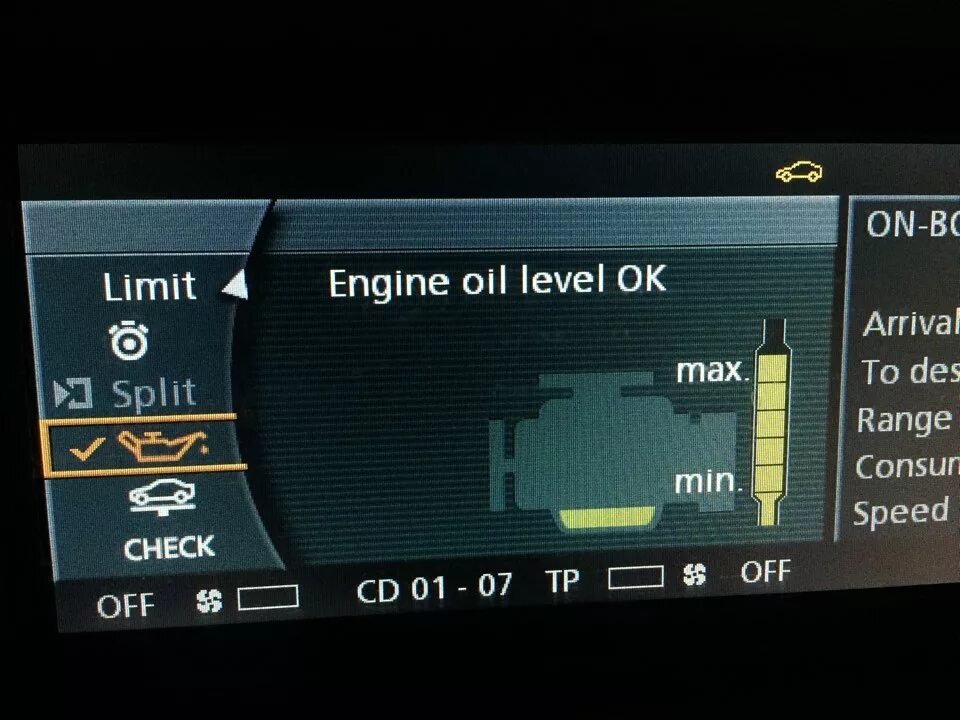 Limit
Engine oil level OK
Split
max.
min.
CHECK
ON-BO
Arrival
To des
Range
Consum
Speed
OFF
CD 01 - 07
TP
OFF